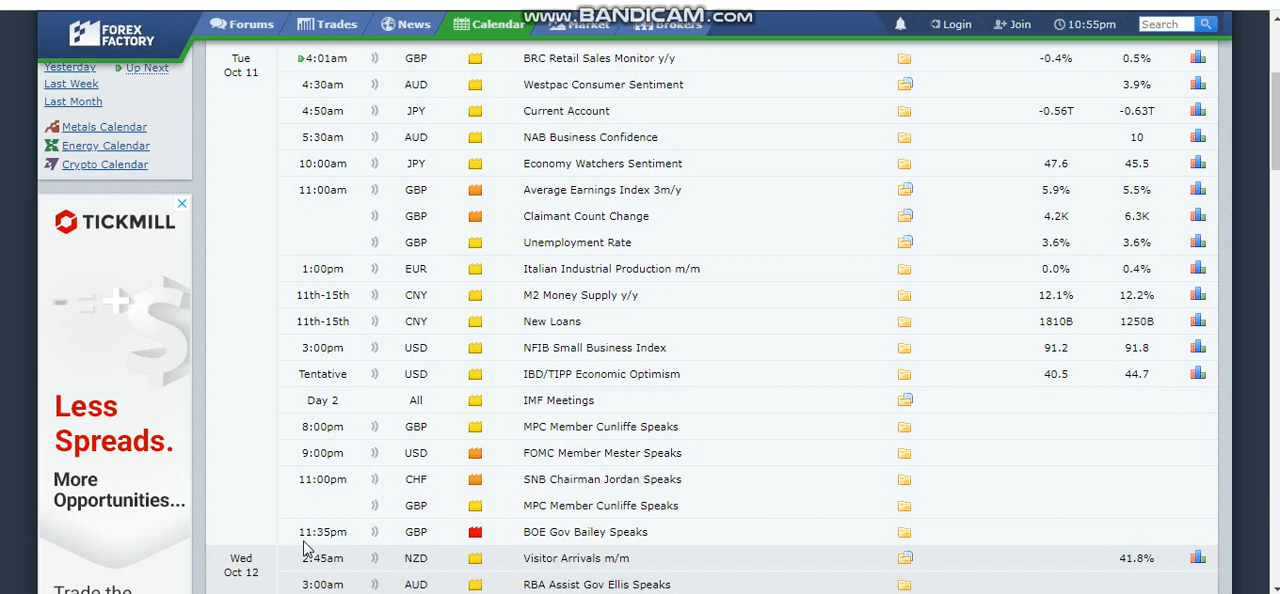 www.BANDICAM.com
FOREX
FACTORY
Forums
Trades
News
Calendar
Market
Brokers
Login
Join
10:55pm
Search
Yesterday
Up Next
Last Week
Last Month
Metals Calendar
Energy Calendar
Crypto Calendar
TICKMILL
Less
Spreads.
More
Opportunities...
Trade the
Tue
Oct 11
4:01am GBP BRC Retail Sales Monitor y/y -0.4% 0.5%
4:30am AUD Westpac Consumer Sentiment 3.9%
4:50am JPY Current Account -0.56T -0.63T
5:30am AUD NAB Business Confidence 10
10:00am JPY Economy Watchers Sentiment 47.6 45.5
11:00am GBP Average Earnings Index 3m/y 5.9% 5.5%
GBP Claimant Count Change 4.2K 6.3K
GBP Unemployment Rate 3.6% 3.6%
1:00pm EUR Italian Industrial Production m/m 0.0% 0.4%
11th-15th CNY M2 Money Supply y/y 12.1% 12.2%
11th-15th CNY New Loans 1810B 1250B
3:00pm USD NFIB Small Business Index 91.2 91.8
Tentative USD IBD/TIPP Economic Optimism 40.5 44.7
Day 2 All IMF Meetings
8:00pm GBP MPC Member Cunliffe Speaks
9:00pm USD FOMC Member Mester Speaks
11:00pm CHF SNB Chairman Jordan Speaks
GBP MPC Member Cunliffe Speaks
11:35pm GBP BOE Gov Bailey Speaks
Wed
Oct 12
2:45am NZD Visitor Arrivals m/m 41.8%
3:00am AUD RBA Assist Gov Ellis Speaks